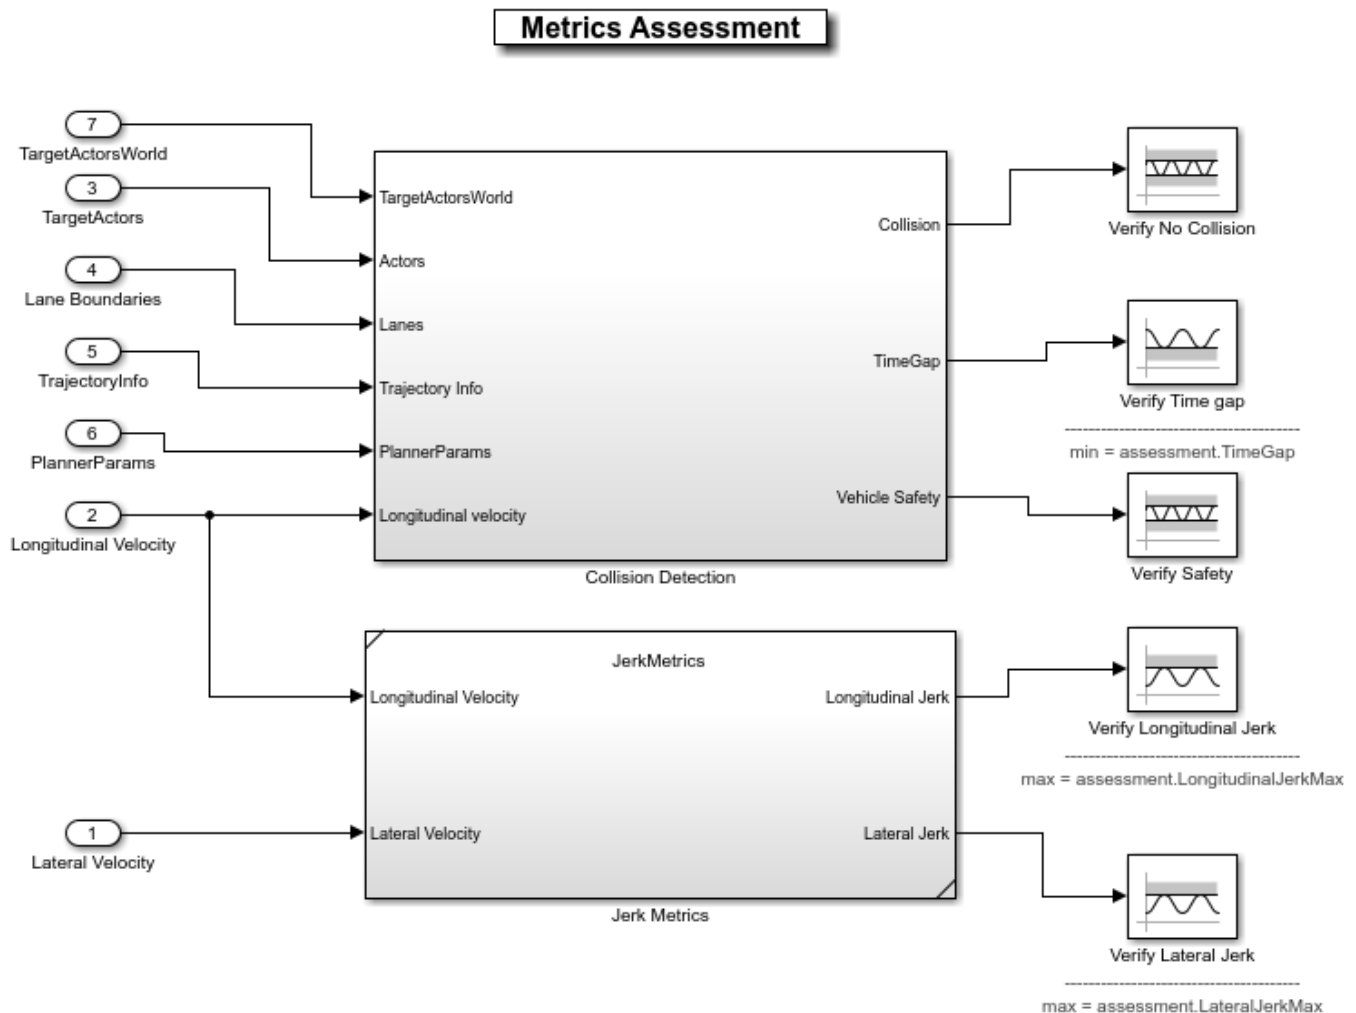 Metrics Assessment
7
TargetActorsWorld
3
TargetActors
4
Lane Boundaries
5
TrajectoryInfo
6
PlannerParams
2
Longitudinal Velocity
TargetActorsWorld
Actors
Lanes
Trajectory Info
PlannerParams
Longitudinal velocity
Collision
TimeGap
Vehicle Safety
Collision Detection
Verify No Collision
Verify Time gap
min = assessment.TimeGap
Verify Safety
JerkMetrics
Longitudinal Velocity
Longitudinal Jerk
Lateral Velocity
Lateral Jerk
Jerk Metrics
1
Lateral Velocity
Verify Longitudinal Jerk
max = assessment.LongitudinalJerkMax
Verify Lateral Jerk
max = assessment.LateralJerkMax